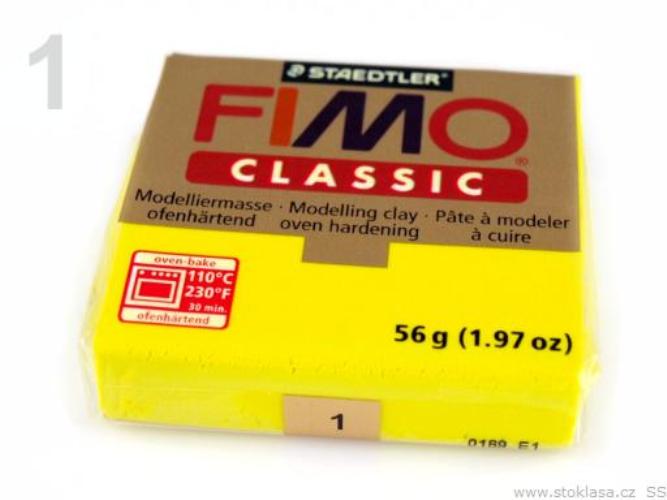 1
STAEDTLER®
FIMO®
CLASSIC
Modelliermasse · Modelling clay · Pâte à modeler
ofenhärtend oven hardening à cuire
oven-bake
110°C
230°F
30 min.
ofenhärtend
56 g (1.97 oz)
1
0189 E1
www.stoklasa.cz SS